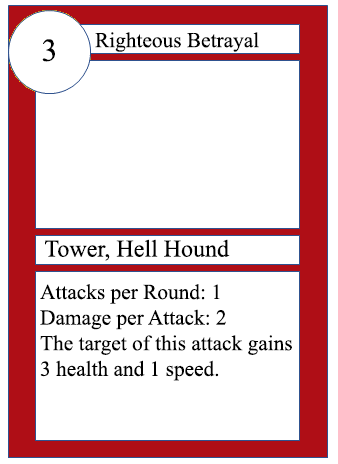 3
Righteous Betrayal
Tower, Hell Hound
Attacks per Round: 1
Damage per Attack: 2
The target of this attack gains
3 health and 1 speed.